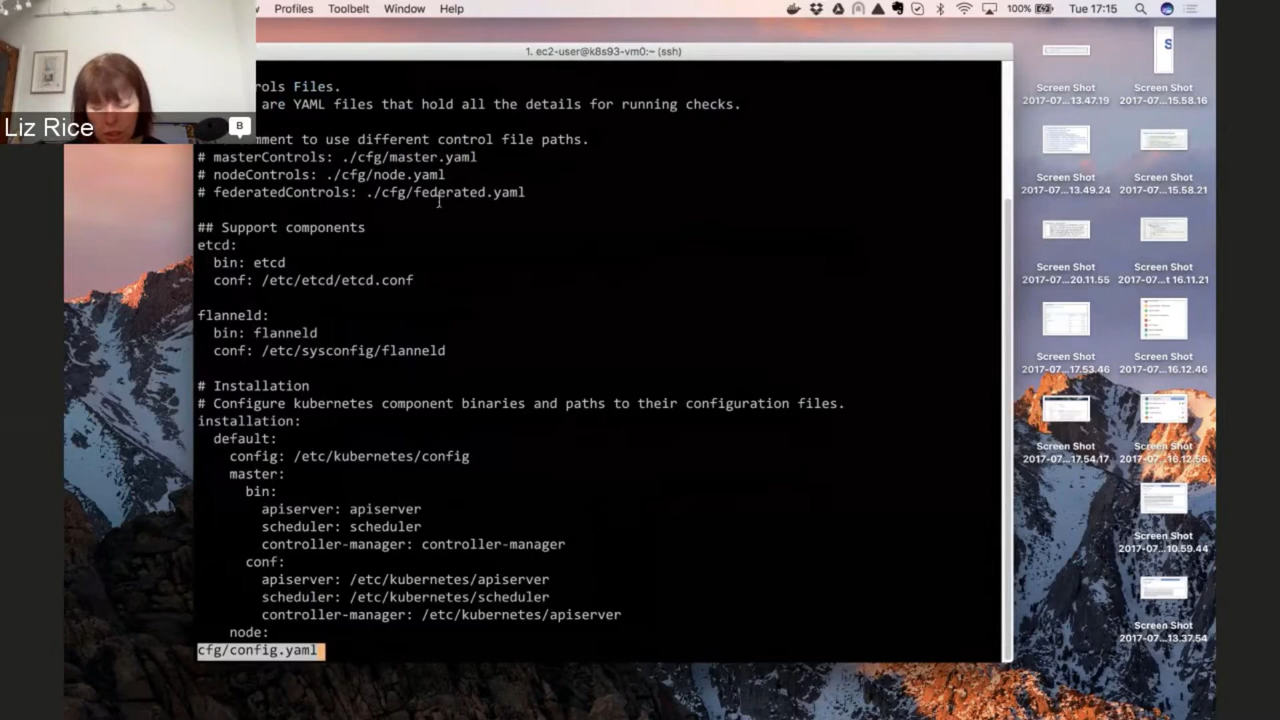 Profiles Toolbelt Window Help 100% Tue 17:15
1. ec2-user@k8s93-vm0:~ (ssh)
Liz Rice
B
rols Files.
are YAML files that hold all the details for running checks.
omment to use different control file paths.
# masterControls: ./cfg/master.yaml
# nodeControls: ./cfg/node.yaml
# federatedControls: ./cfg/federated.yaml
## Support components
etcd:
bin: etcd
conf: /etc/etcd/etcd.conf
flanneld:
bin: flanneld
conf: /etc/sysconfig/flanneld
# Installation
# Configure kubernetes component binaries and paths to their configuration files.
installation:
default:
config: /etc/kubernetes/config
master:
bin:
apiserver: apiserver
scheduler: scheduler
controller-manager: controller-manager
conf:
apiserver: /etc/kubernetes/apiserver
scheduler: /etc/kubernetes/scheduler
controller-manager: /etc/kubernetes/apiserver
node:
cfg/config.yaml
S
Screen Shot
2017-07...13.47.19
Screen Shot
2017-07...15.58.16
Screen Shot
2017-07...13.49.24
Screen Shot
2017-07...15.58.21
Screen Shot
2017-07...20.11.55
Screen Shot
2017-07...t 16.11.21
Screen Shot
2017-07...17.53.46
Screen Shot
2017-07...16.12.46
Screen Shot
2017-07...17.54.17
Screen Shot
2017-07...16.12.56
Screen Shot
2017-07...10.59.44
Screen Shot
2017-07...13.37.54